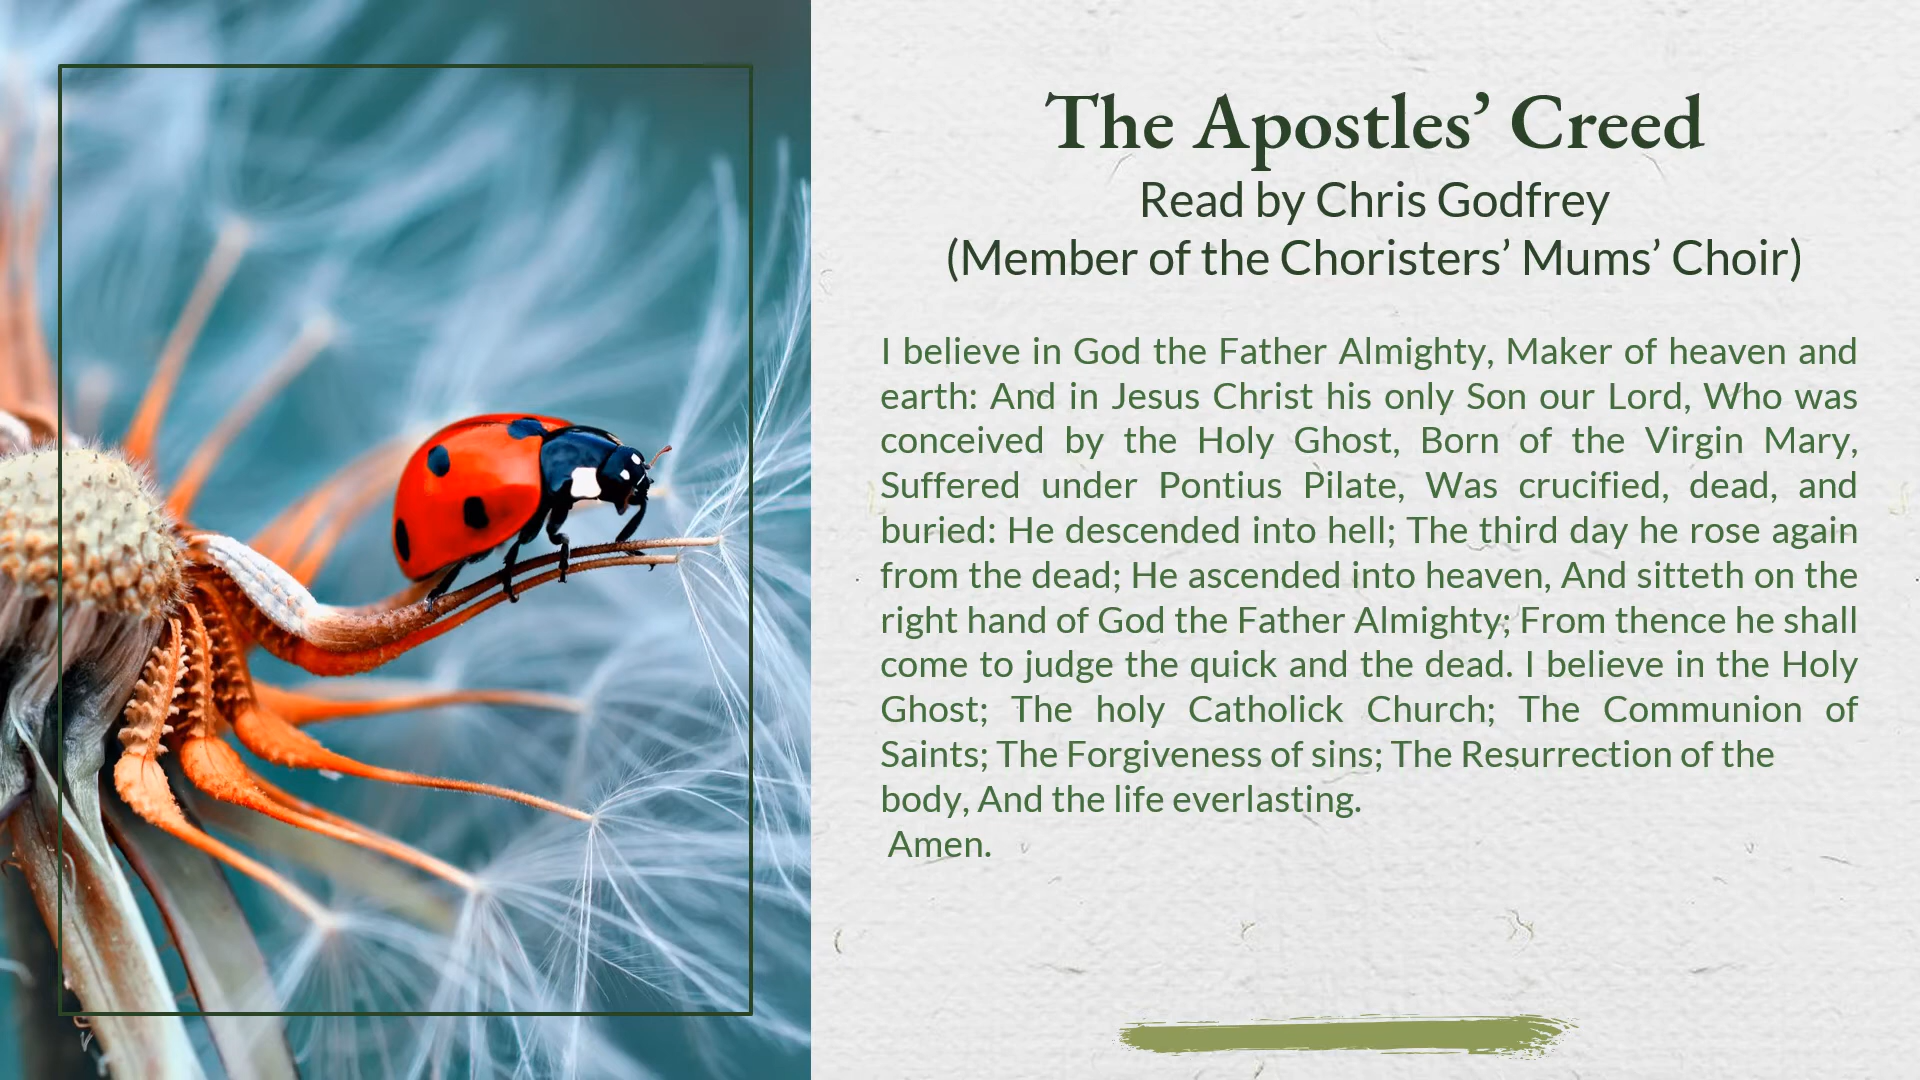 The Apostles’ Creed
Read by Chris Godfrey
(Member of the Choristers’ Mums’ Choir)
I believe in God the Father Almighty, Maker of heaven and
earth: And in Jesus Christ his only Son our Lord, Who was
conceived by the Holy Ghost, Born of the Virgin Mary,
Suffered under Pontius Pilate, Was crucified, dead, and
buried: He descended into hell; The third day he rose again
from the dead; He ascended into heaven, And sitteth on the
right hand of God the Father Almighty; From thence he shall
come to judge the quick and the dead. I believe in the Holy
Ghost; The holy Catholick Church; The Communion of
Saints; The Forgiveness of sins; The Resurrection of the
body, And the life everlasting.
Amen.